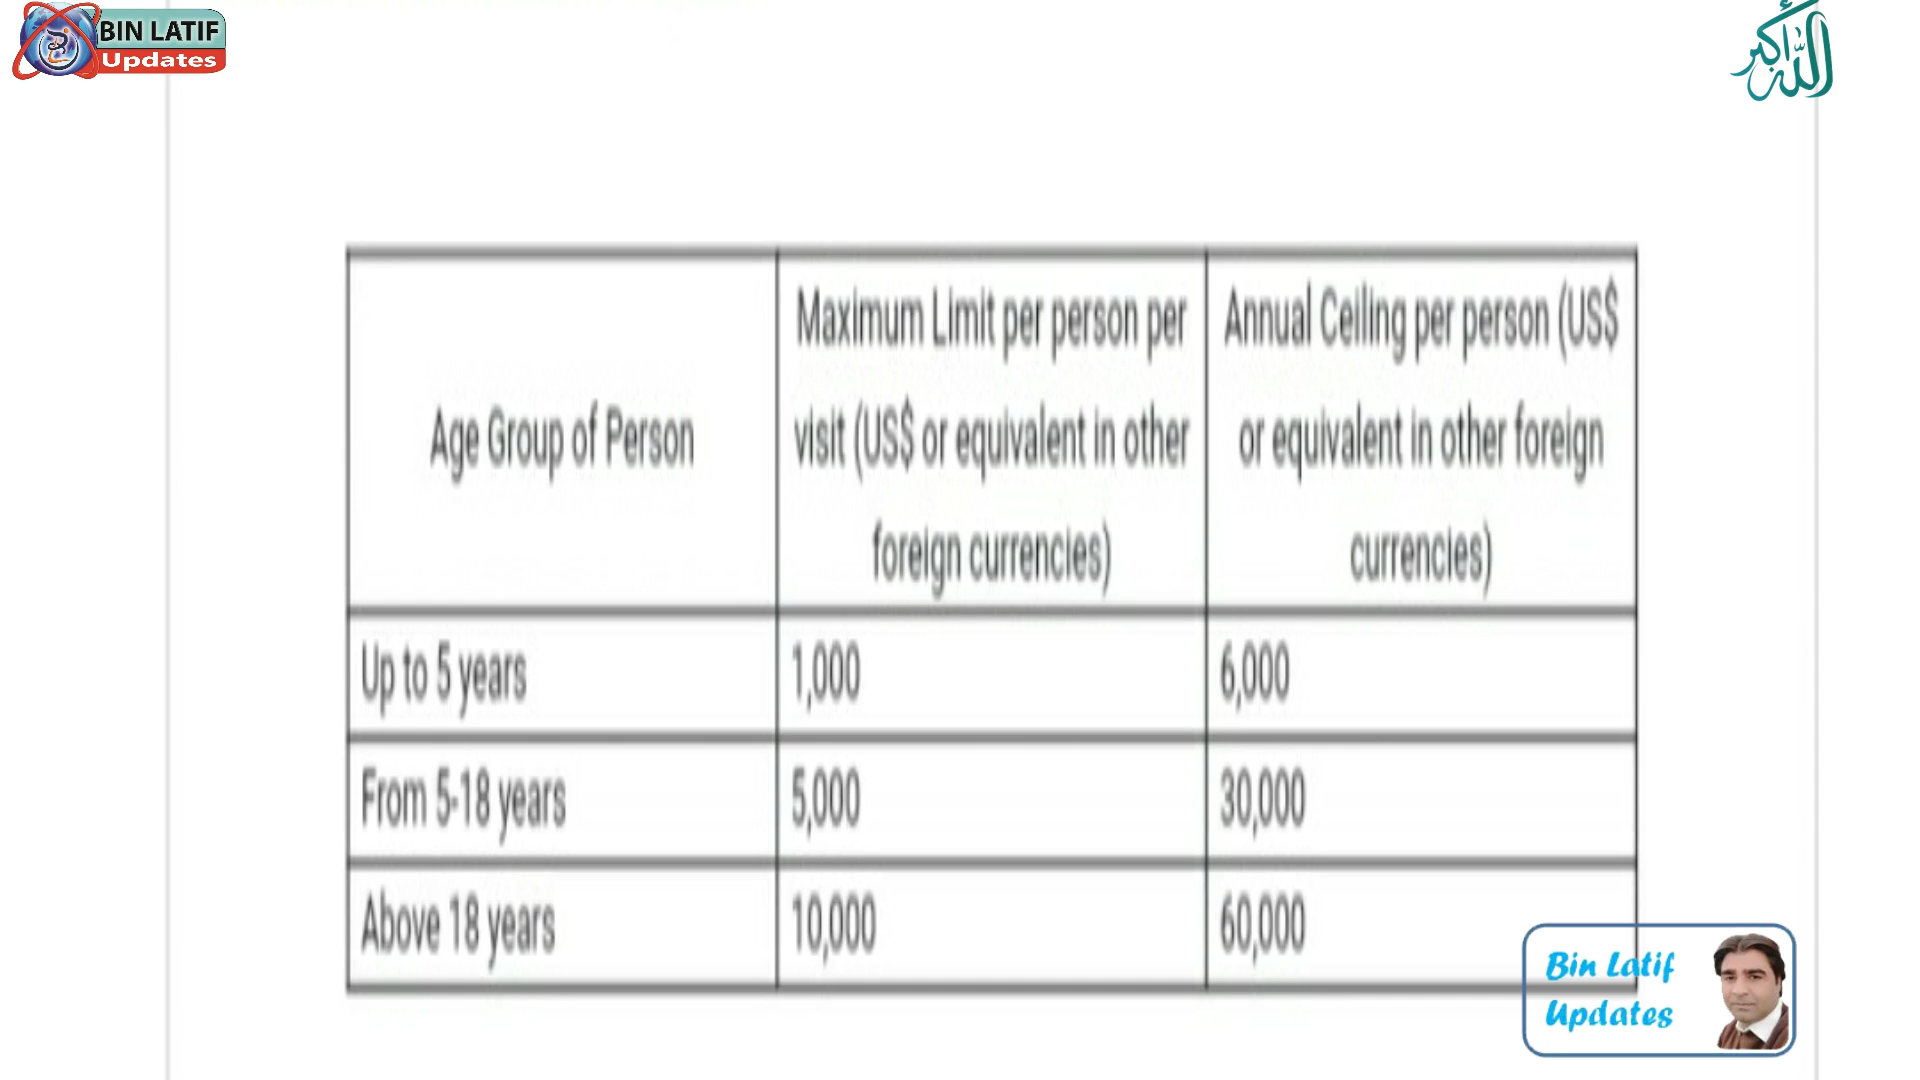 BIN LATIF
Updates
الله أكبر
Age Group of Person
Maximum Limit per person per
visit (US$ or equivalent in other
foreign currencies)
Annual Ceiling per person (US$
or equivalent in other foreign
currencies)
Up to 5 years
1,000
6,000
From 5-18 years
5,000
30,000
Above 18 years
10,000
60,000
Bin Latif
Updates